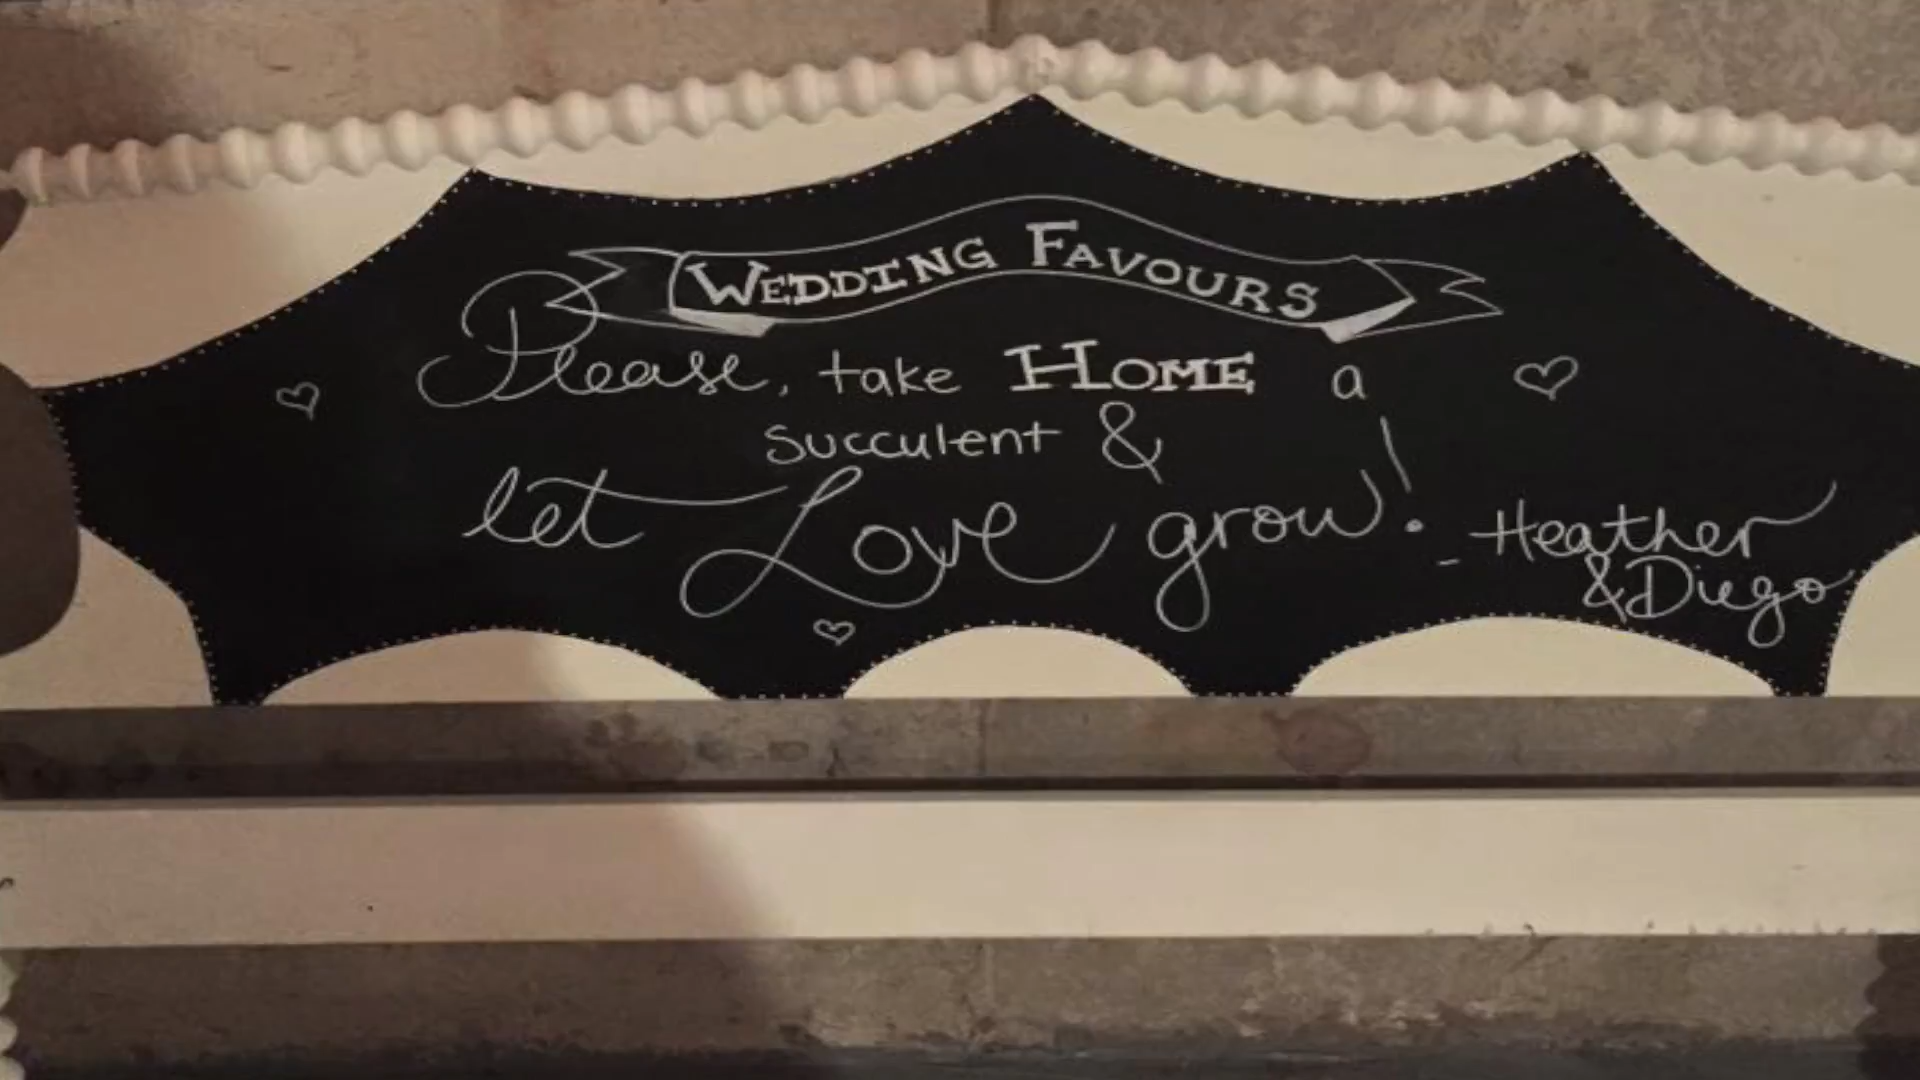 WEDDING FAVOURS
Please, take HOME a
succulent &
let Love grow!
- Heather
& Diego